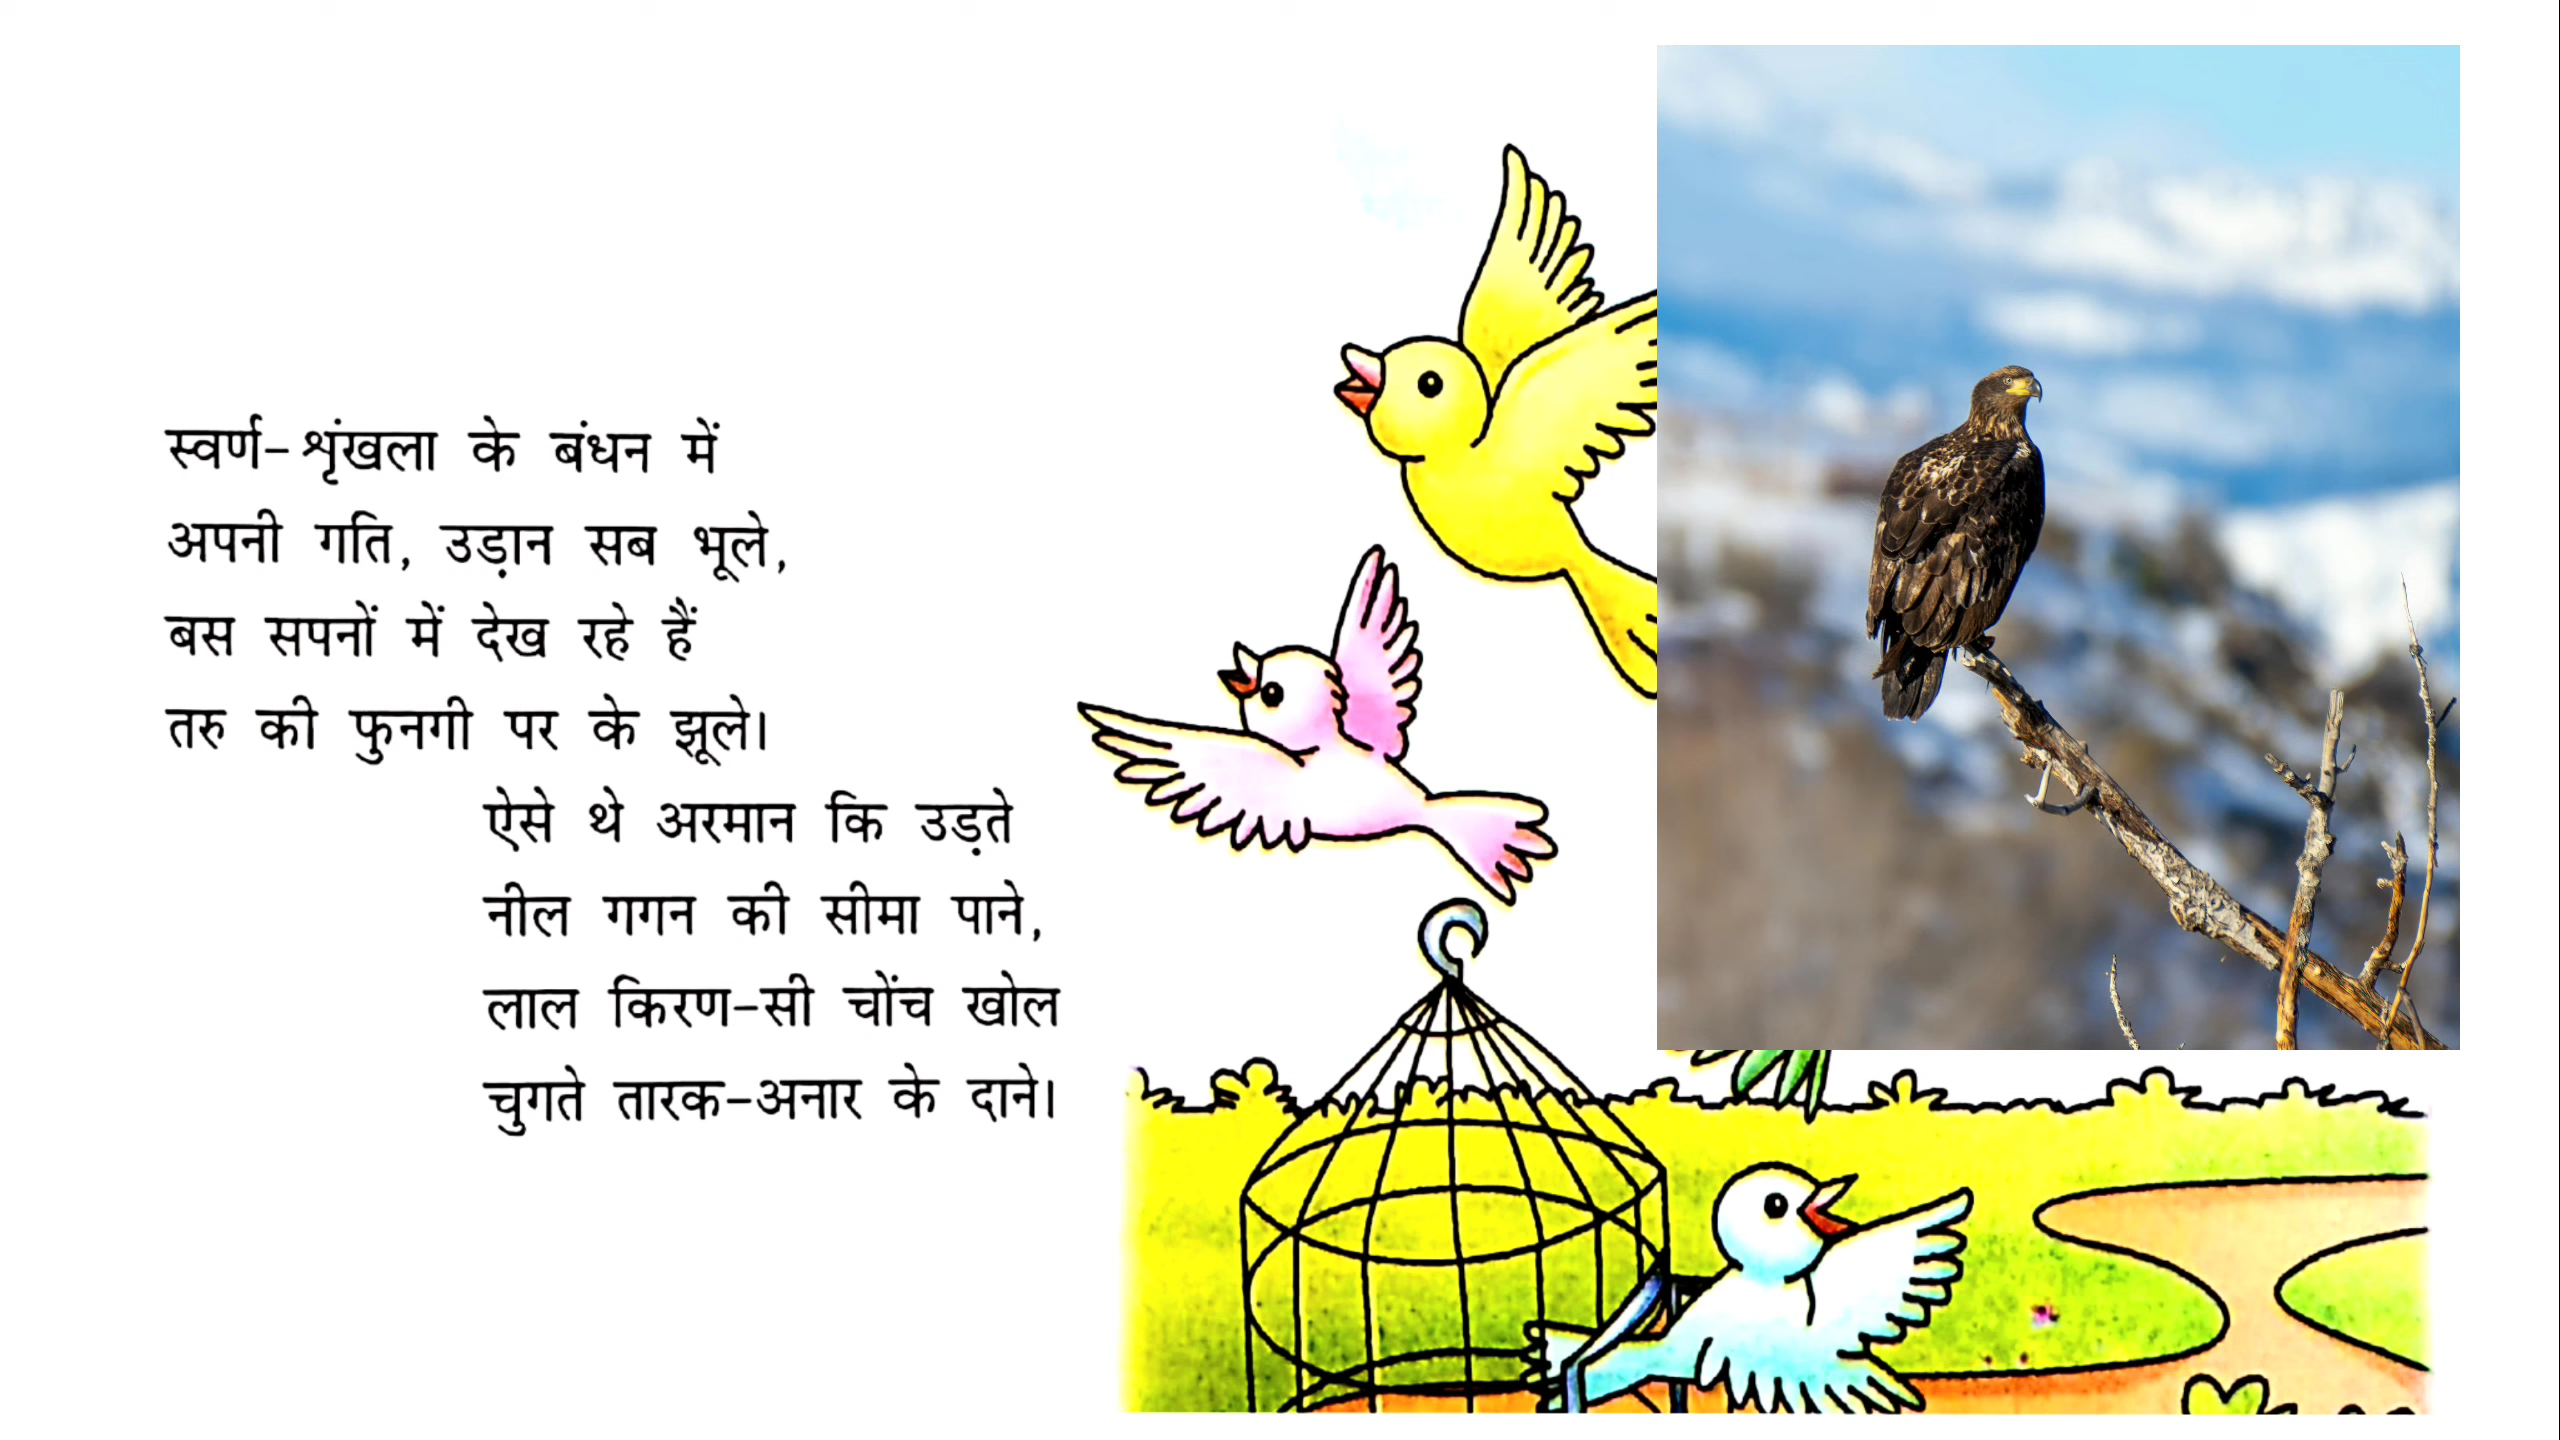 स्वर्ण-शृंखला के बंधन में
अपनी गति, उड़ान सब भूले,
बस सपनों में देख रहे हैं
तरु की फुनगी पर के झूले।
ऐसे थे अरमान कि उड़ते
नील गगन की सीमा पाने,
लाल किरण-सी चोंच खोल
चुगते तारक-अनार के दाने।